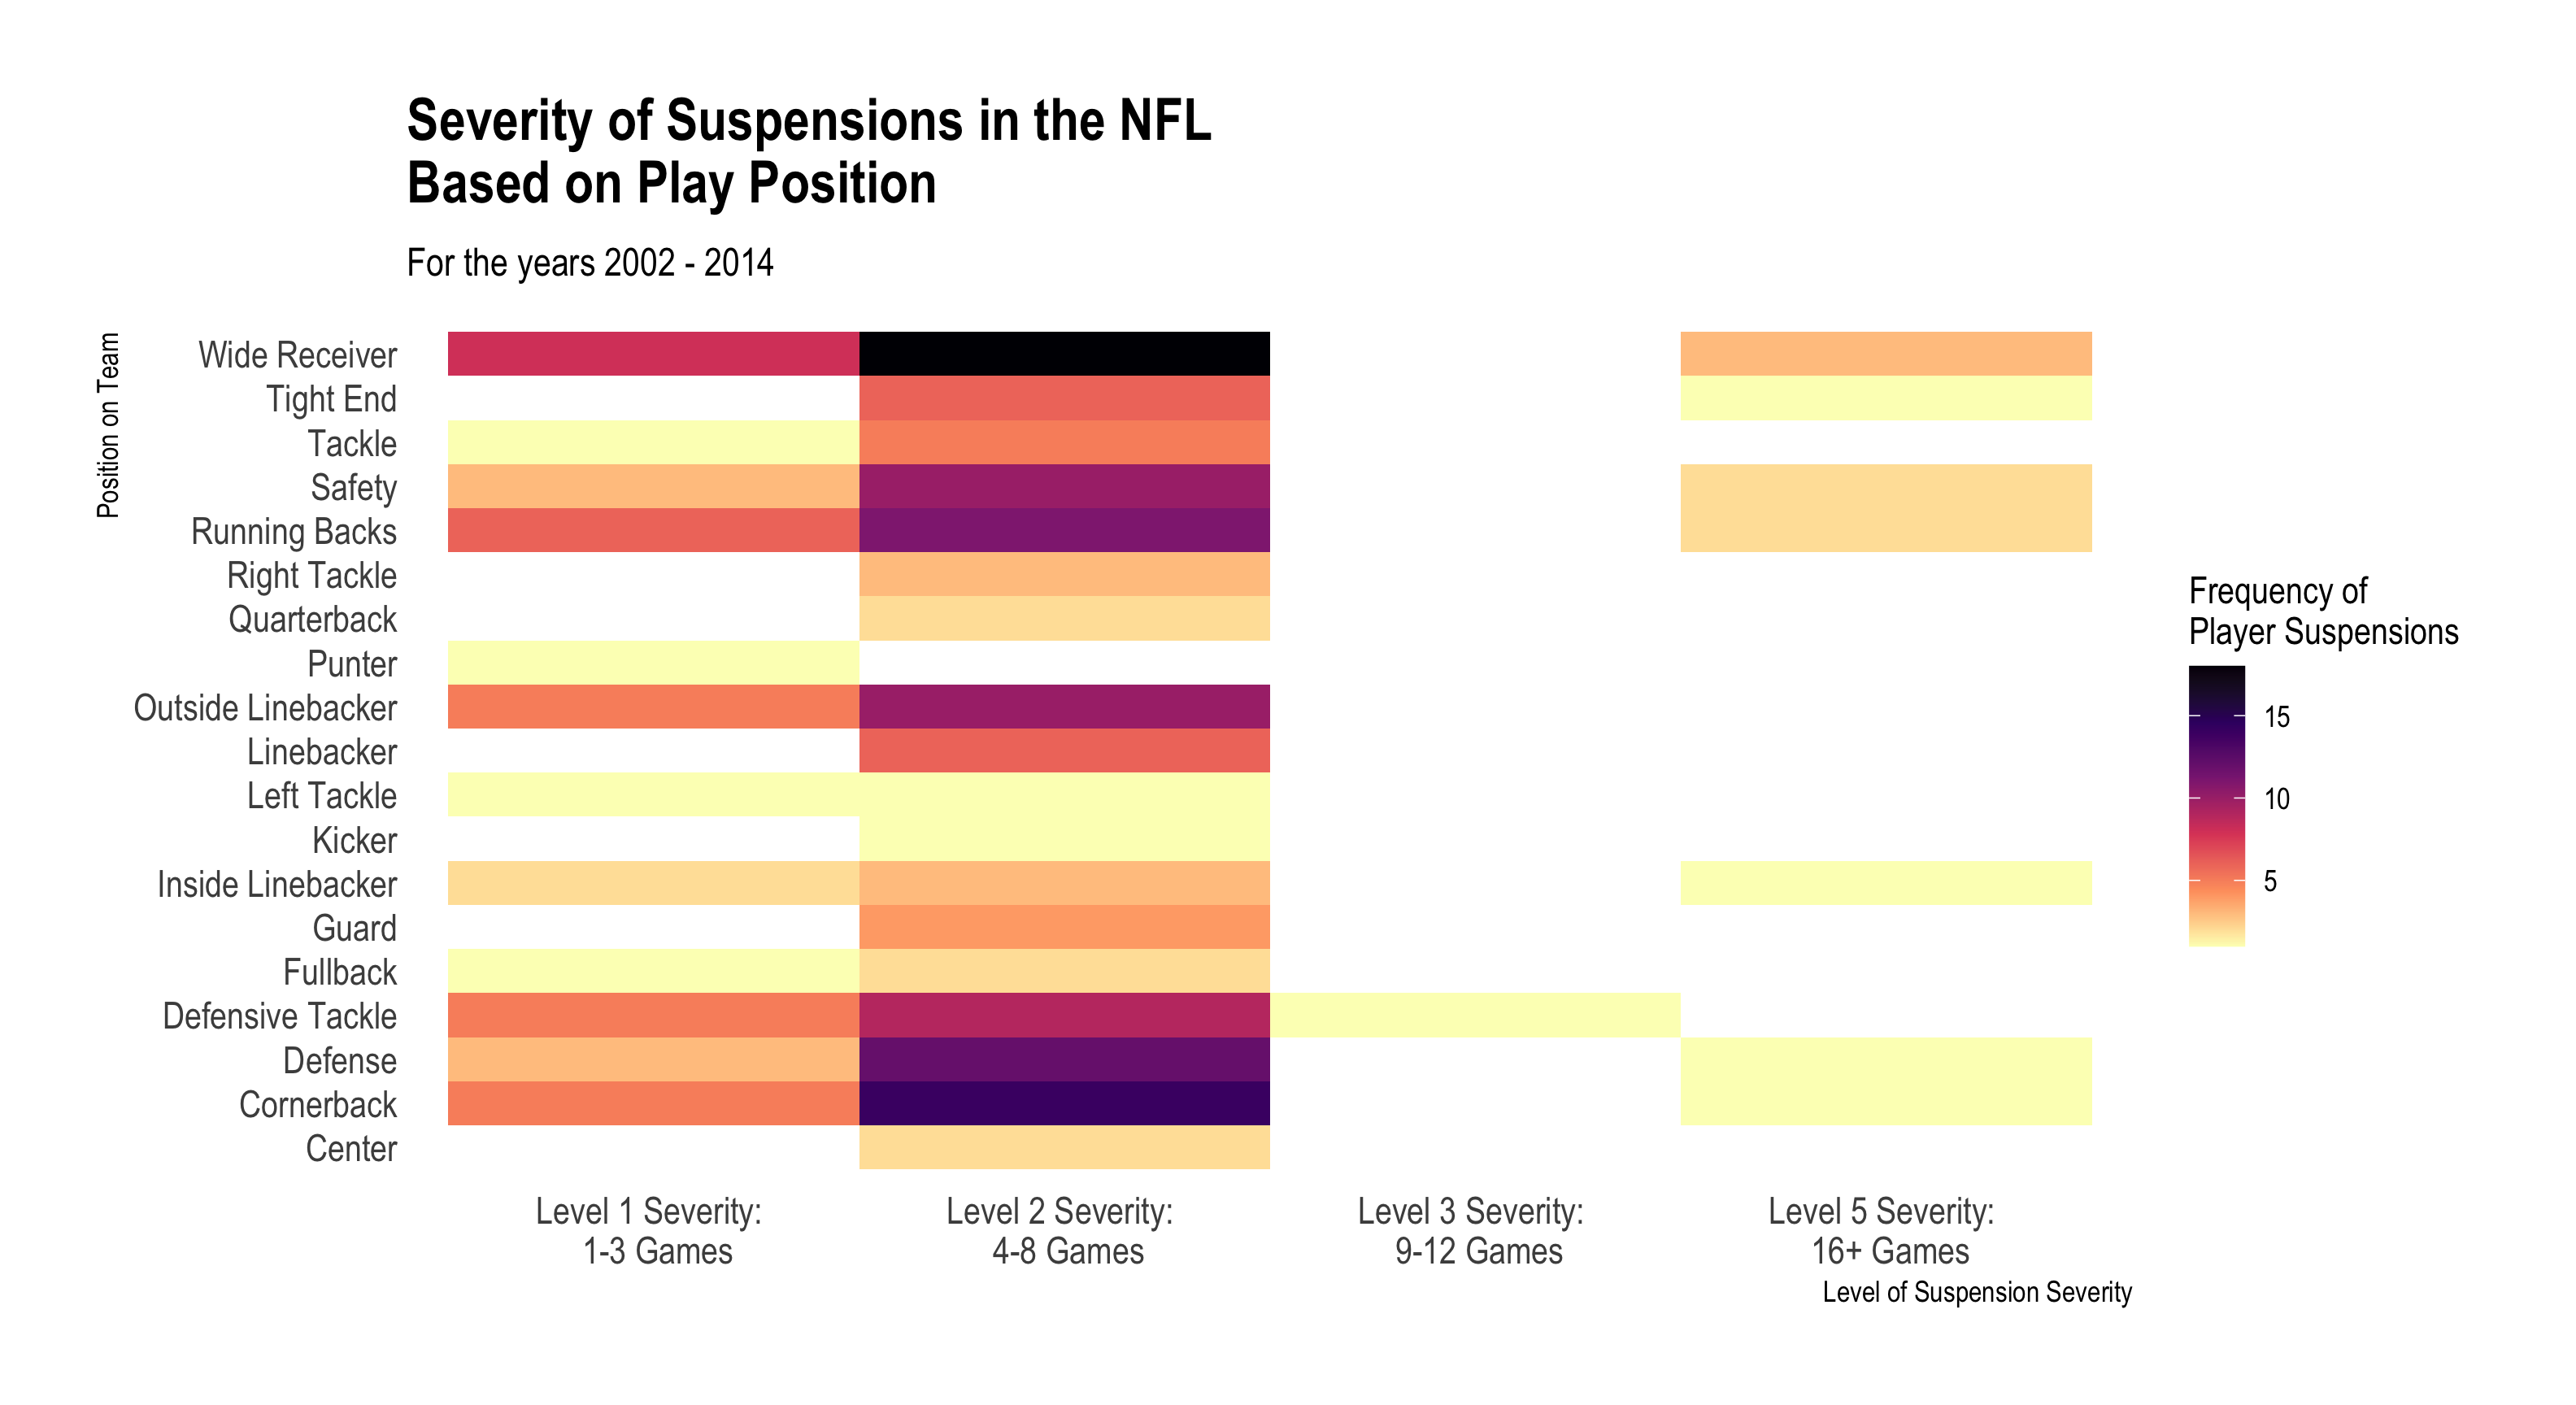 Severity of Suspensions in the NFL
Based on Play Position
For the years 2002 - 2014
Position on Team
Wide Receiver
Tight End
Tackle
Safety
Running Backs
Right Tackle
Quarterback
Punter
Outside Linebacker
Linebacker
Left Tackle
Kicker
Inside Linebacker
Guard
Fullback
Defensive Tackle
Defense
Cornerback
Center
Level 1 Severity:
1-3 Games
Level 2 Severity:
4-8 Games
Level 3 Severity:
9-12 Games
Level 5 Severity:
16+ Games
Level of Suspension Severity
Frequency of
Player Suspensions
15
10
5